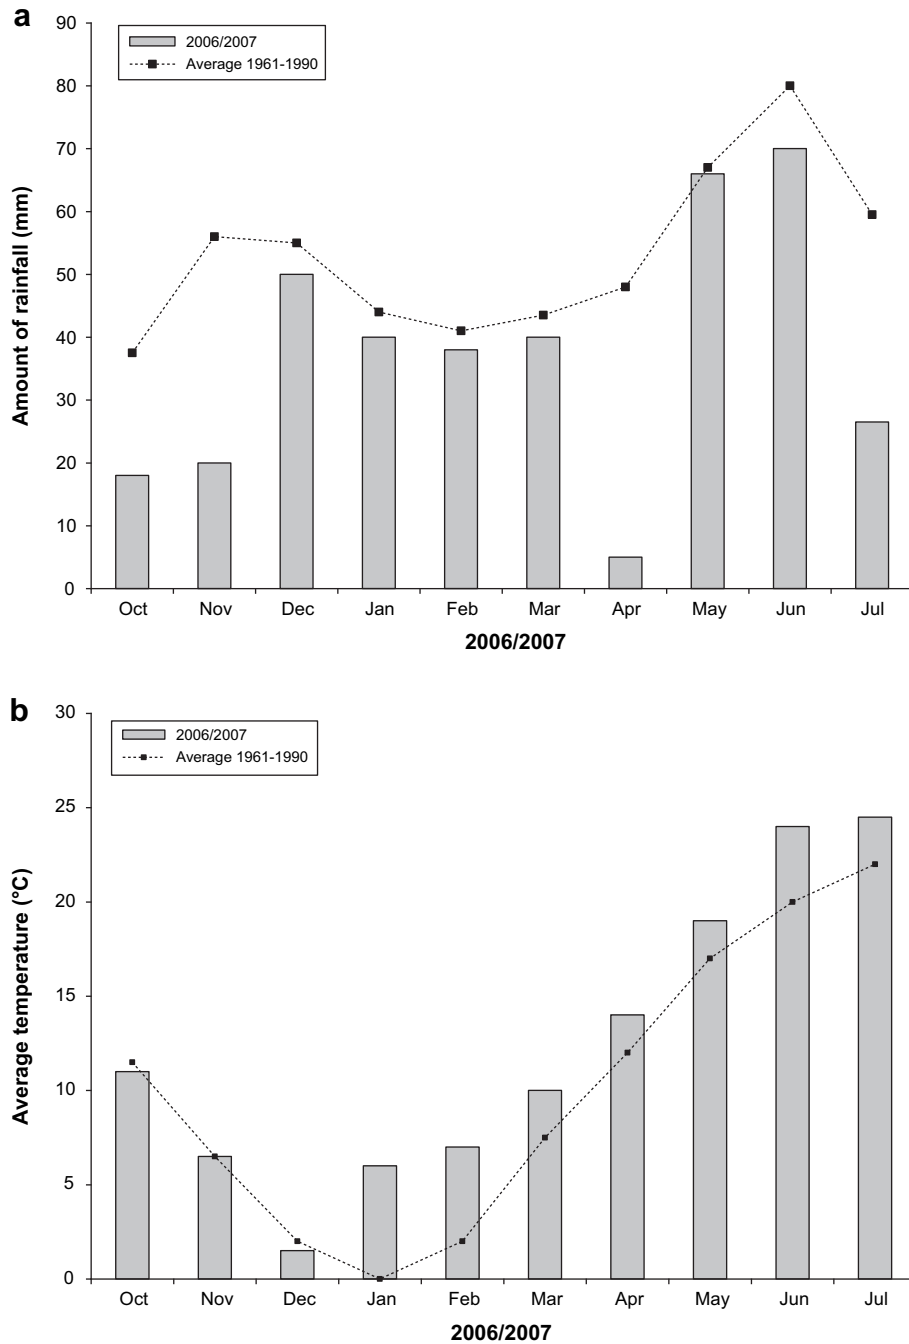 a
90
80
70
60
50
40
30
20
10
0
Amount of rainfall (mm)
2006/2007
Average 1961-1990
Oct Nov Dec Jan Feb Mar Apr May Jun Jul
2006/2007
b
30
25
20
15
10
5
0
Average temperature (°C)
2006/2007
Average 1961-1990
Oct Nov Dec Jan Feb Mar Apr May Jun Jul
2006/2007